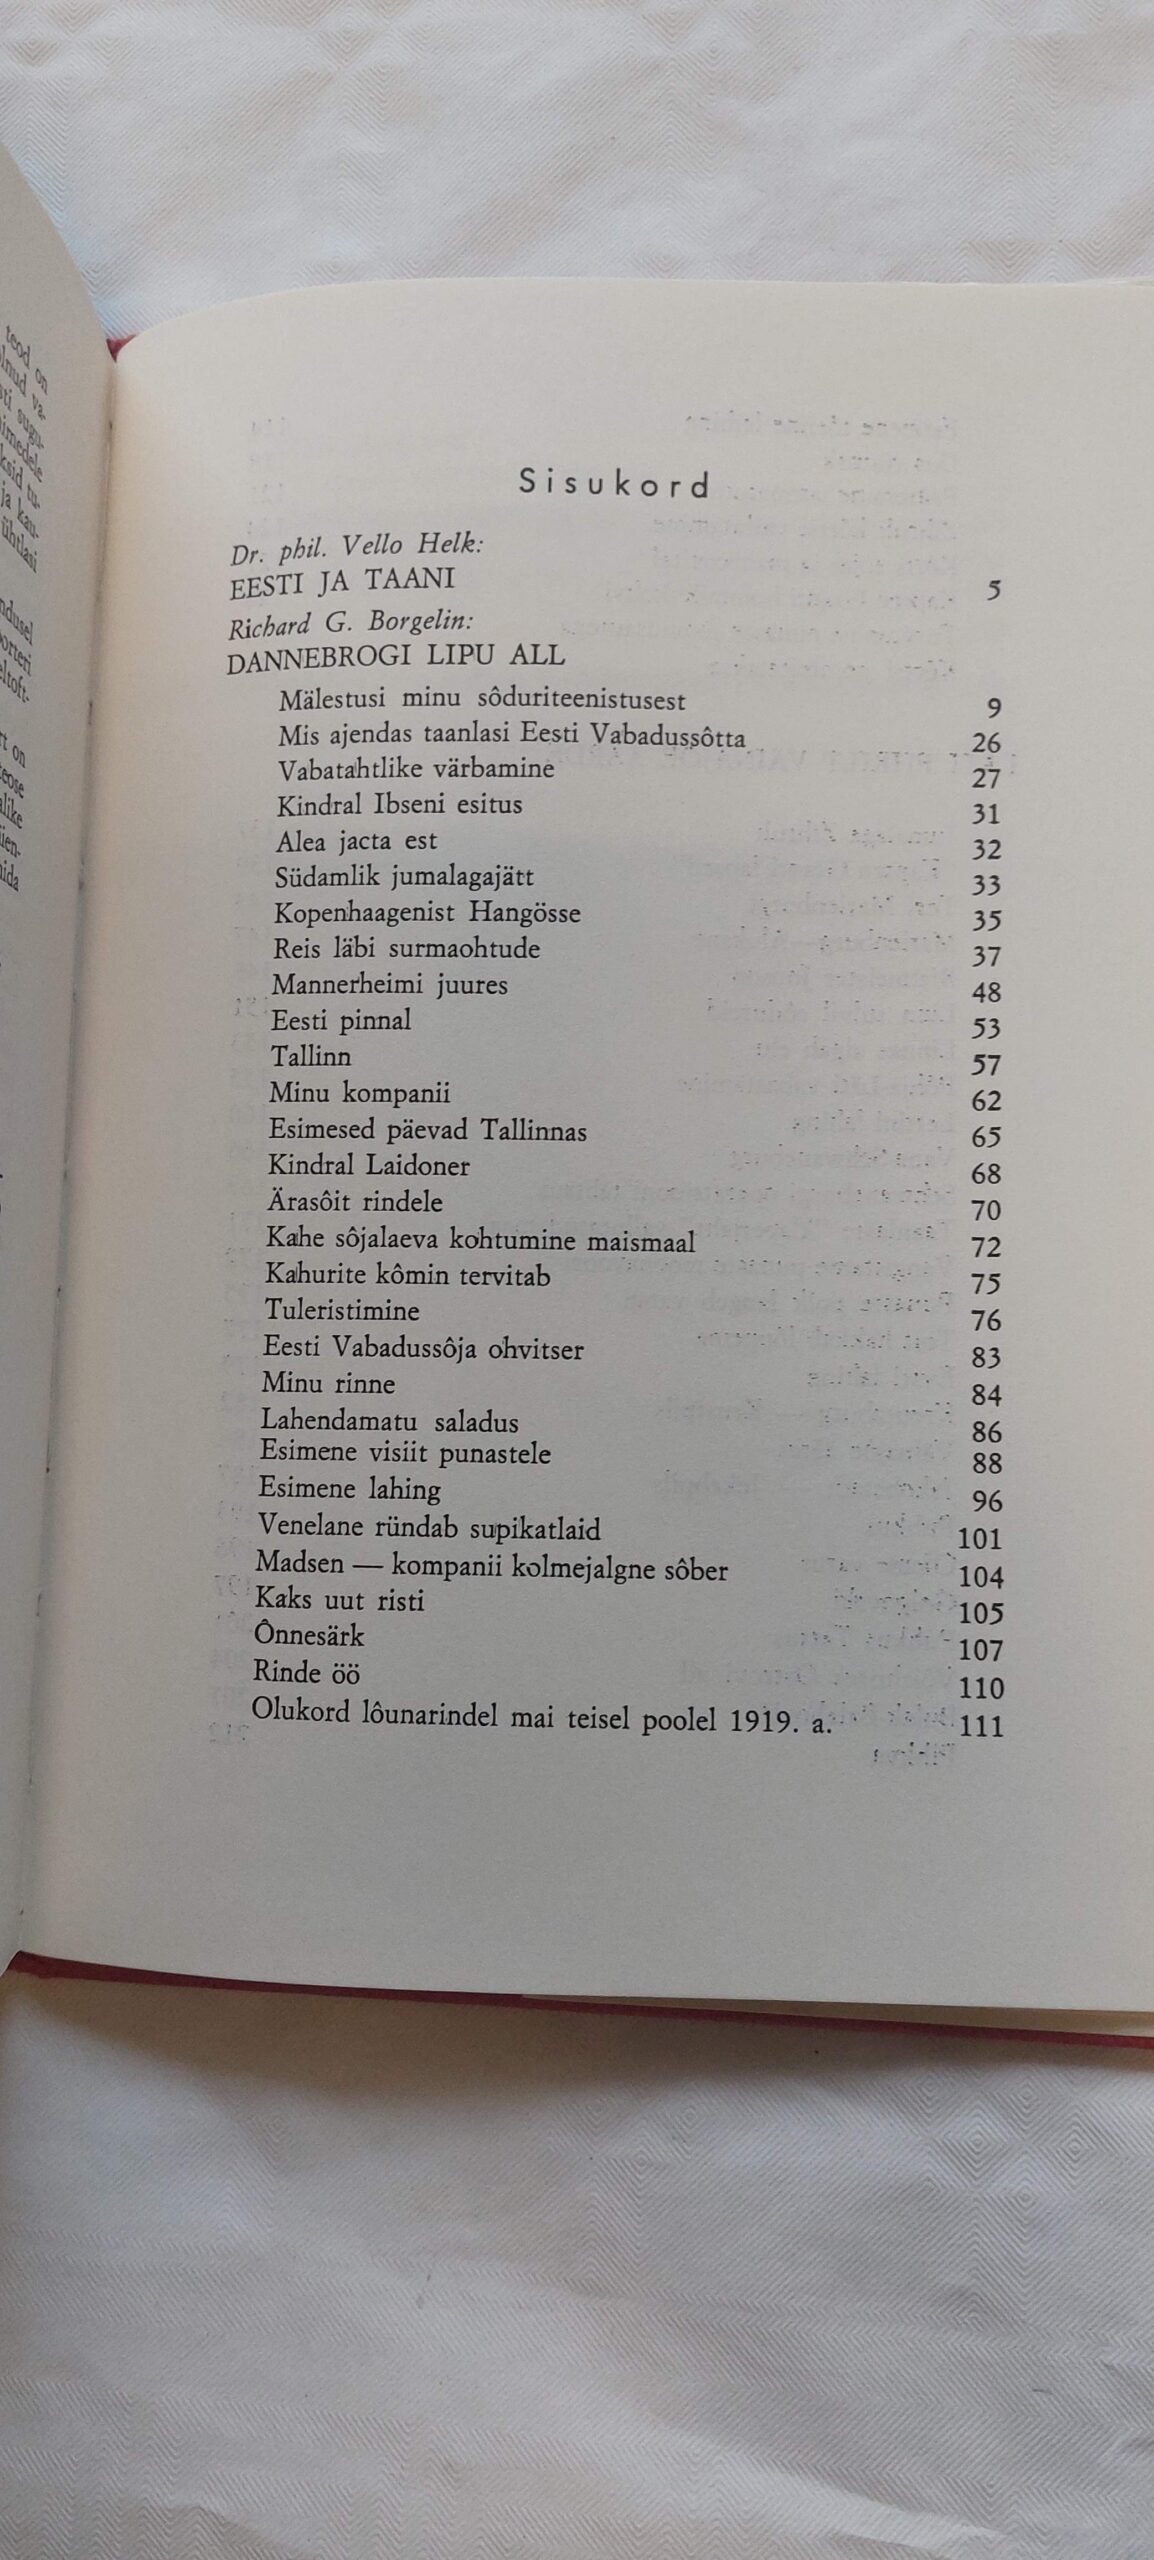 teod on
sugu-
ja kau-
ühtlasi
Sisukord
Dr. phil. Vello Helk:
EESTI JA TAANI 5
Richard G. Borgelin:
DANNEBROGI LIPU ALL
Mälestusi minu sôduriteenistusest 9
Mis ajendas taanlasi Eesti Vabadussôtta 26
Vabatahtlike värbamine 27
Kindral Ibseni esitus 31
Alea jacta est 32
Südamlik jumalagajätt 33
Kopenhaagenist Hangösse 35
Reis läbi surmaohtude 37
Mannerheimi juures 48
Eesti pinnal 53
Tallinn 57
Minu kompanii 62
Esimesed päevad Tallinnas 65
Kindral Laidoner 68
Ärasôit rindele 70
Kahe sôjalaeva kohtumine maismaal 72
Kahurite kômin tervitab 75
Tuleristimine 76
Eesti Vabadussôja ohvitser 83
Minu rinne 84
Lahendamatu saladus 86
Esimene visiit punastele 88
Esimene lahing 96
Venelane ründab supikatlaid 101
Madsen — kompanii kolmejalgne sôber 104
Kaks uut risti 105
Ônnesärk 107
Rinde öö 110
Olukord lôunarindel mai teisel poolel 1919. a. 111